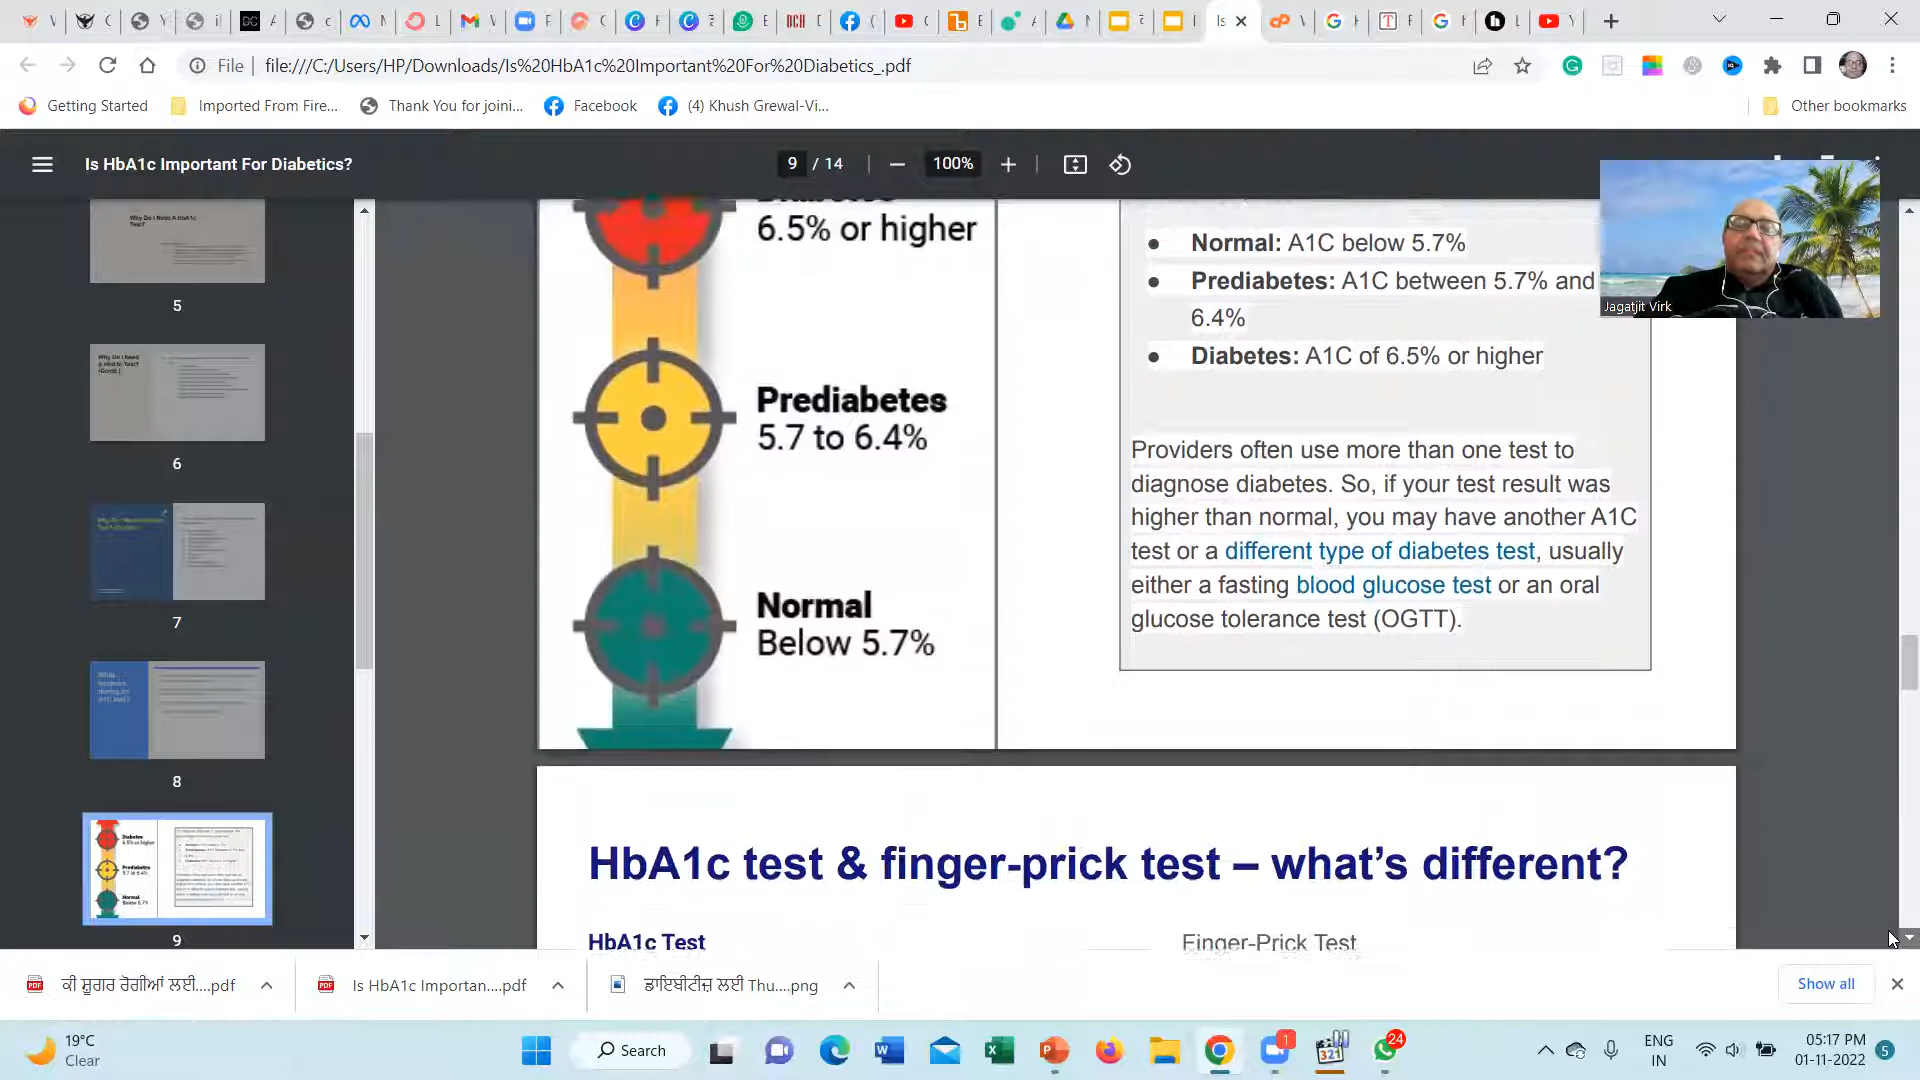 File
file:///C:/Users/HP/Downloads/Is%20HbA1c%20Important%20For%20Diabetics_.pdf
Getting Started
Imported From Fire...
Thank You for joini...
Facebook
(4) Khush Grewal-Vi...
Other bookmarks
Is HbA1c Important For Diabetics?
9 / 14
100%
5
6
7
8
9
6.5% or higher
Prediabetes
5.7 to 6.4%
Normal
Below 5.7%
● Normal: A1C below 5.7%
● Prediabetes: A1C between 5.7% and
6.4%
● Diabetes: A1C of 6.5% or higher
Providers often use more than one test to
diagnose diabetes. So, if your test result was
higher than normal, you may have another A1C
test or a different type of diabetes test, usually
either a fasting blood glucose test or an oral
glucose tolerance test (OGTT).
Jagatjit Virk
HbA1c test & finger-prick test – what’s different?
HbA1c Test
Finger-Prick Test
ਕੀ ਸ਼ੂਗਰ ਰੋਗੀਆਂ ਲਈ....pdf
Is HbA1c Importan....pdf
ਡਾਇਬੀਟੀਜ਼ ਲਈ Thu....png
Show all
19°C
Clear
Search
1
24
ENG
IN
05:17 PM
01-11-2022
5